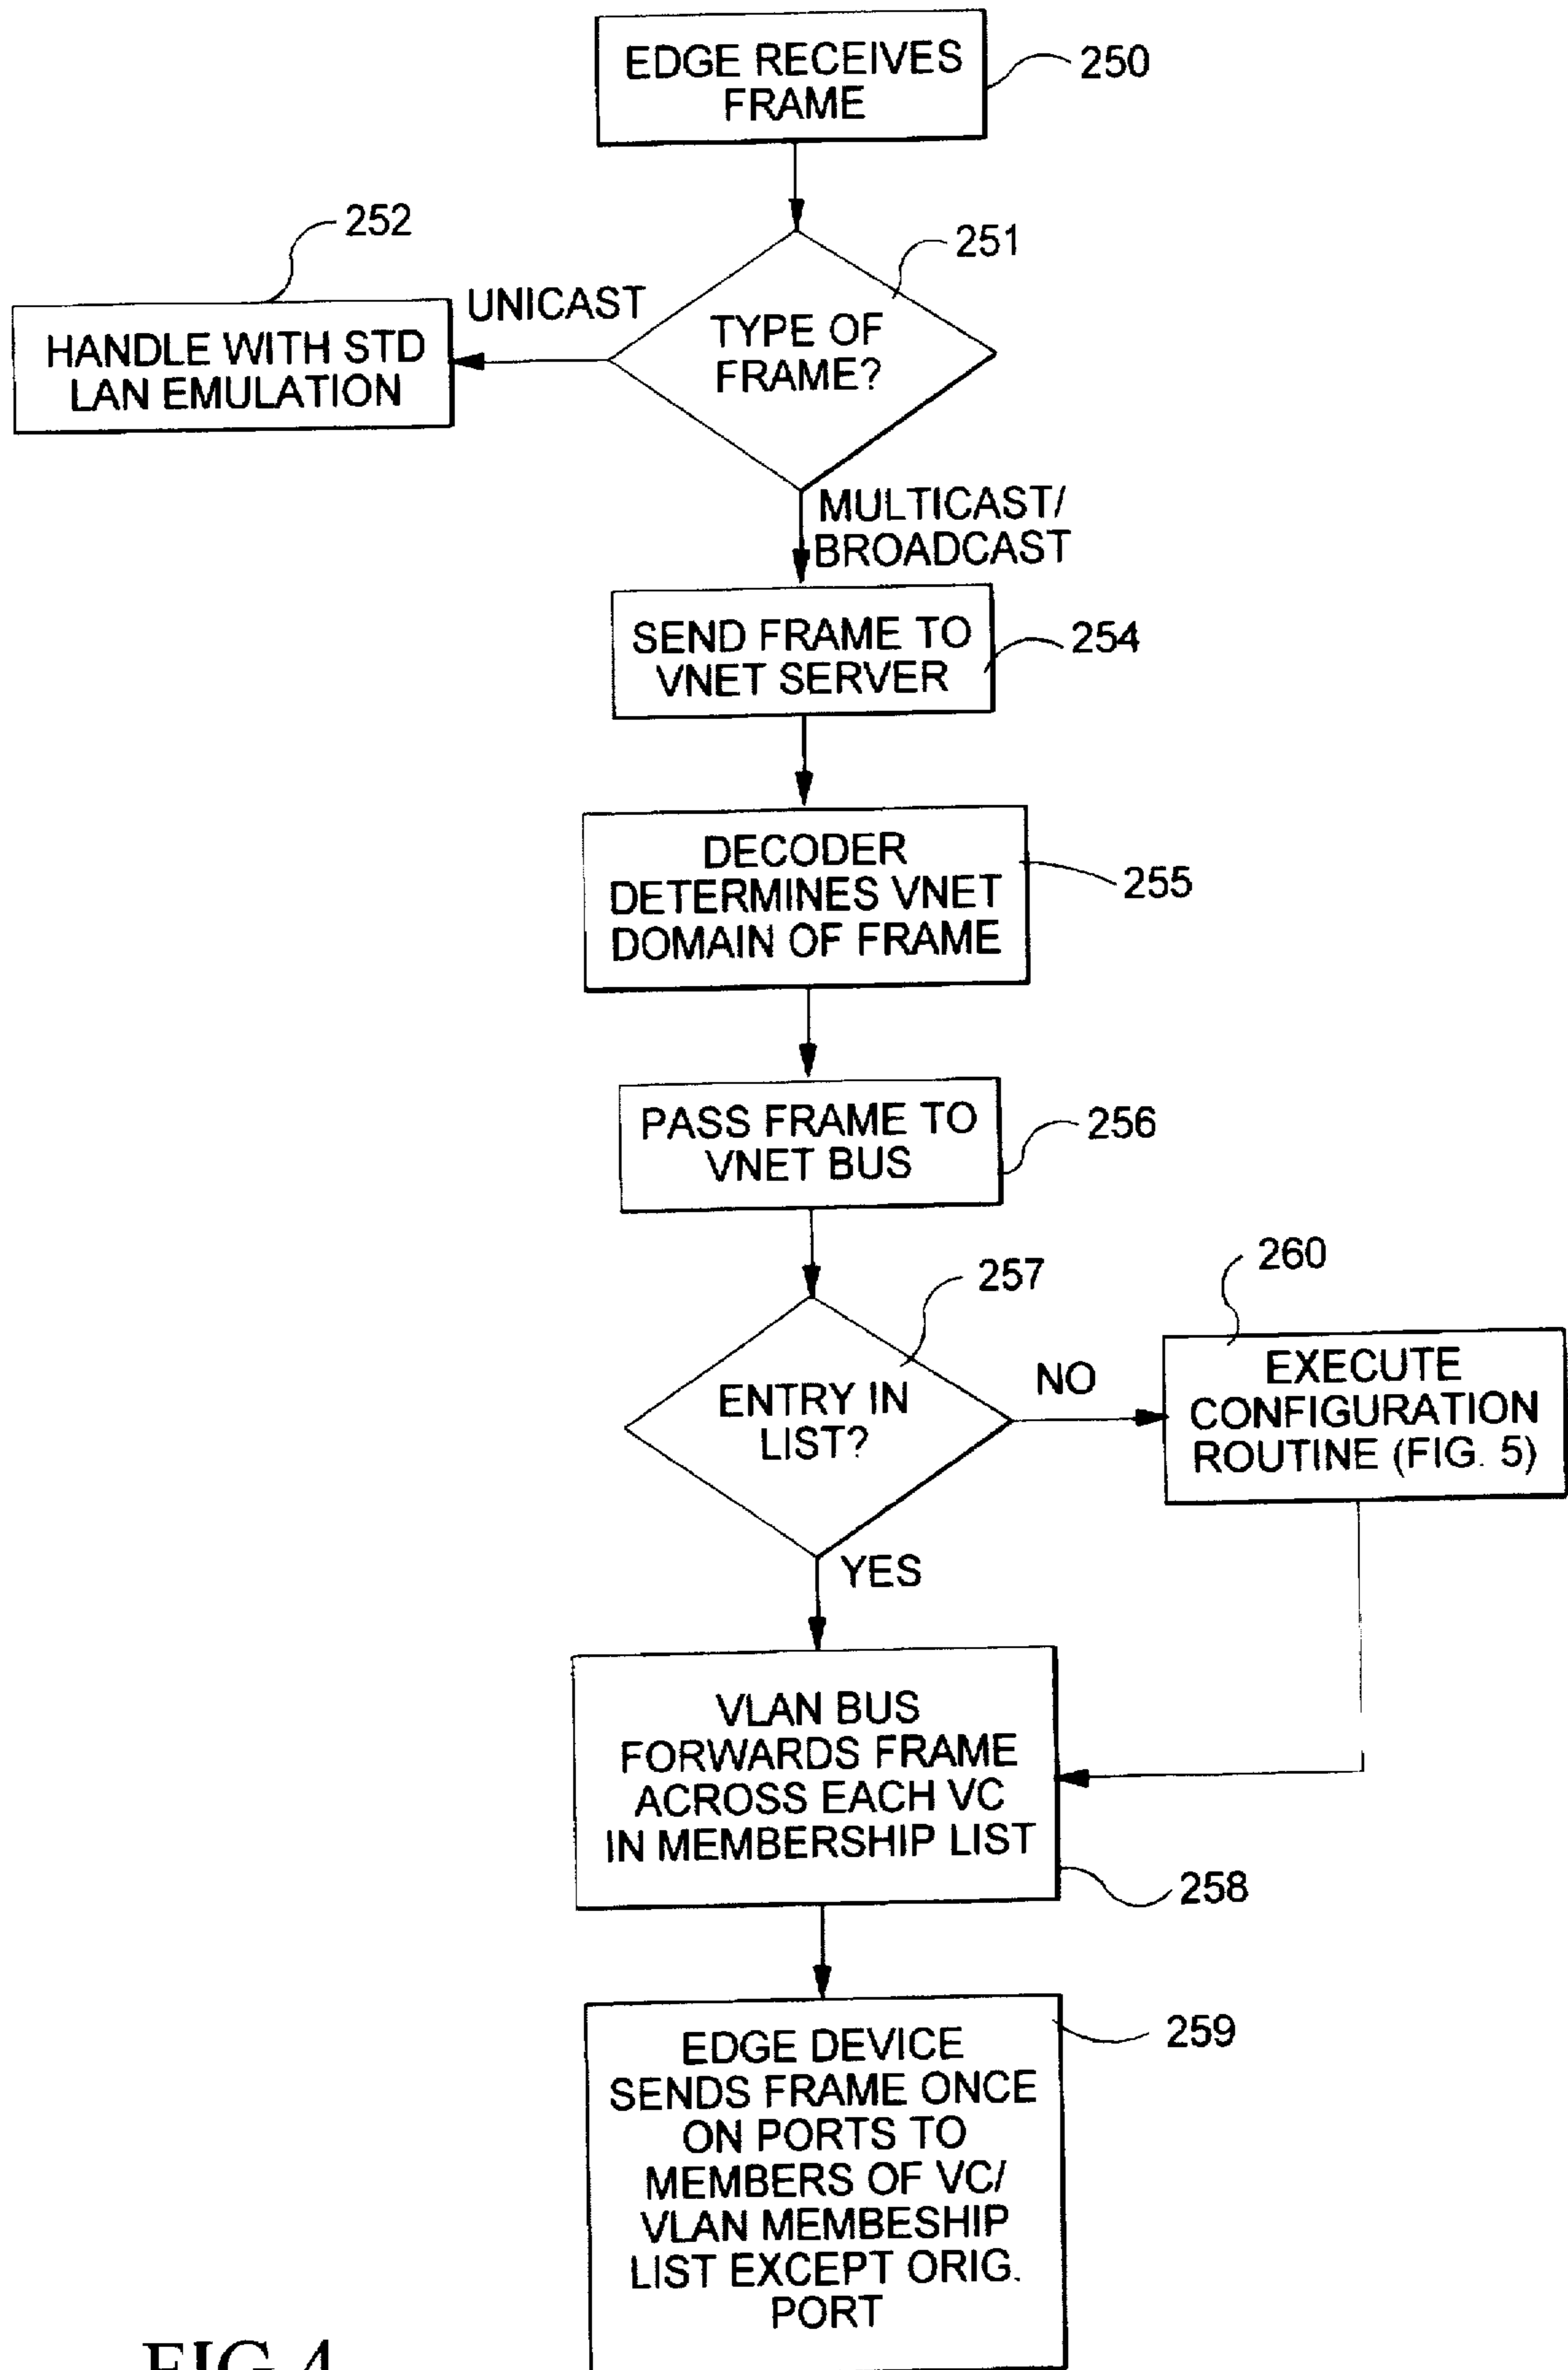 EDGE RECEIVES
FRAME
250
252
251
UNICAST
TYPE OF
FRAME?
HANDLE WITH STD
LAN EMULATION
MULTICAST/
BROADCAST
SEND FRAME TO
VNET SERVER
254
DECODER
DETERMINES VNET
DOMAIN OF FRAME
255
PASS FRAME TO
VNET BUS
256
257
260
ENTRY IN
LIST?
NO
EXECUTE
CONFIGURATION
ROUTINE (FIG. 5)
YES
VLAN BUS
FORWARDS FRAME
ACROSS EACH VC
IN MEMBERSHIP LIST
258
259
EDGE DEVICE
SENDS FRAME ONCE
ON PORTS TO
MEMBERS OF VC/
VLAN MEMBESHIP
LIST EXCEPT ORIG.
PORT
FIG 4